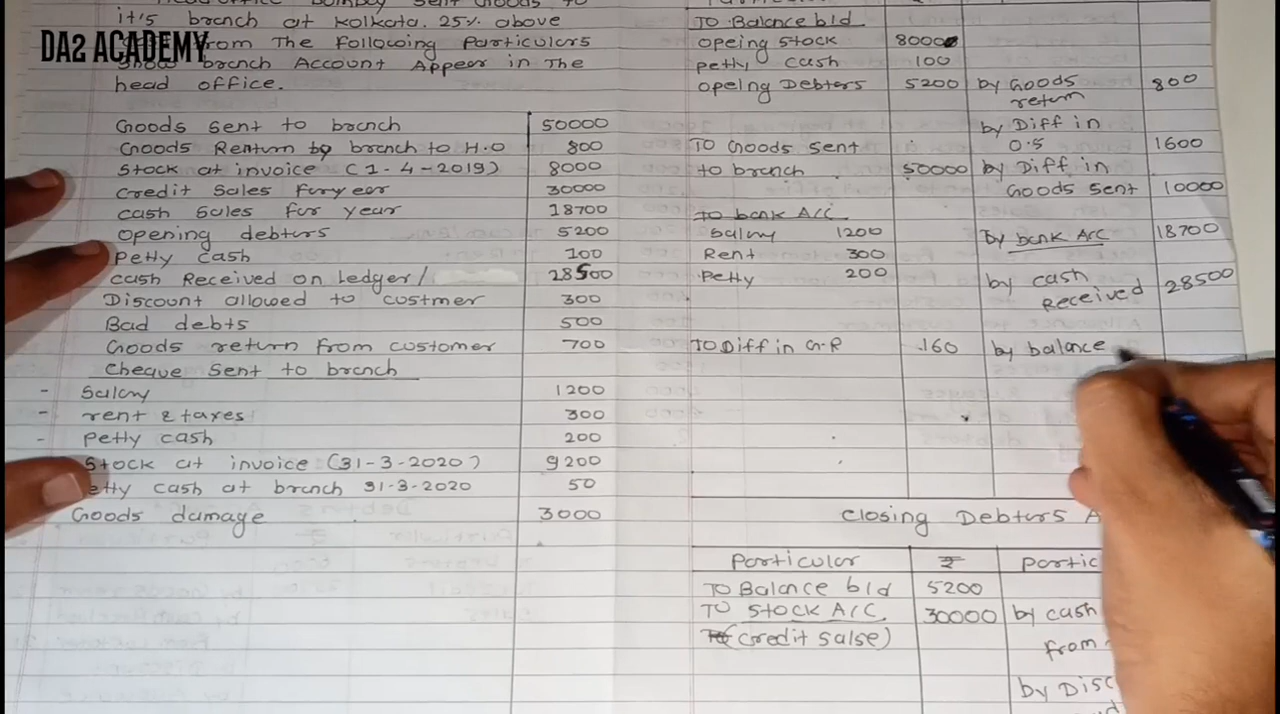 it's branch at Kolkata. 25% above
DA2 ACADEMY
from The Following Particulars
branch Account Appear in The
head office.
Goods Sent to branch 50000
Goods Renturn by branch to H.O 800
Stock at invoice (1-4-2019) 8000
Credit Sales For year 30000
cash Sales for year 18700
opening debturs 5200
Petty cash 100
cash Received on Ledger/ 28500
Discount allowed to custmer 300
Bad debts 500
Goods return from customer 700
Cheque Sent to branch
- Salary 1200
- rent & taxes 300
- Petty cash 200
Stock at invoice (31-3-2020) 9200
etty cash at branch 31-3-2020 50
Goods damage 3000
TO Balance b/d
opeing Stock 8000
Petty cash 100
opeing Debters 5200 by Goods return 800
by Diff in
0.5 1600
TO Goods Sent
to branch 50000 by Diff in
Goods Sent 10000
TO bank A/C
Salary 1200 by bank A/C 18700
Rent 300
Petty 200 by cash
Received 28500
TO Diff in G.R 160 by balance
Closing Debturs A
Particular ₹ Partic
TO Balance b/d 5200
TO Stock A/C 30000 by cash
(Credit Salse) from
by Disc